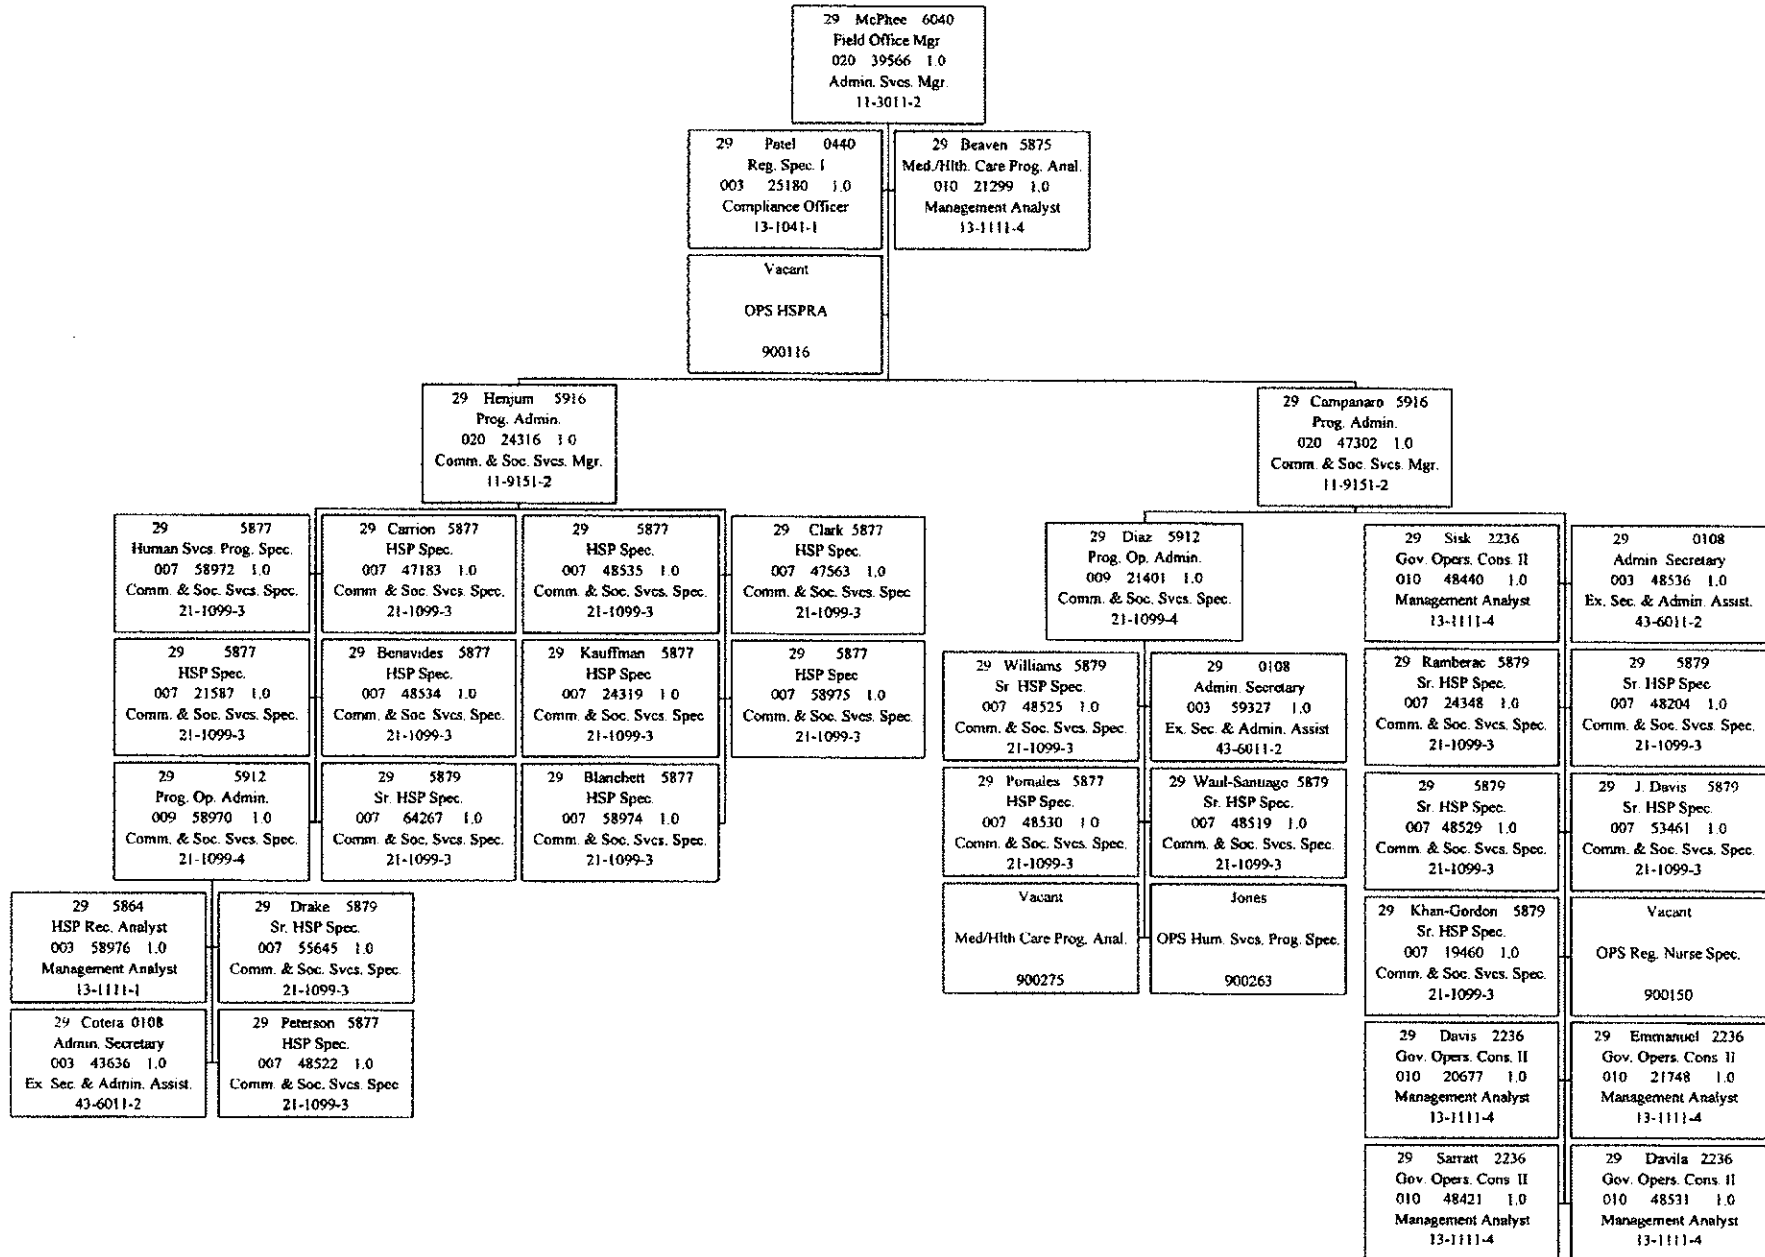 29 McPhee 6040
Field Office Mgr
020 39566 1.0
Admin. Svcs. Mgr.
11-3011-2
29 Patel 0440
Reg. Spec. I
003 25180 1.0
Compliance Officer
13-1041-1
29 Beaven 5875
Med./Hlth. Care Prog. Anal.
010 21299 1.0
Management Analyst
13-1111-4
Vacant
OPS HSPRA
900116
29 Henjum 5916
Prog. Admin.
020 24316 1.0
Comm. & Soc. Svcs. Mgr.
11-9151-2
29 Campanaro 5916
Prog. Admin.
020 47302 1.0
Comm. & Soc. Svcs Mgr.
11-9151-2
29 5877
Human Svcs. Prog. Spec.
007 58972 1.0
Comm. & Soc. Svcs. Spec.
21-1099-3
29 Carrion 5877
HSP Spec.
007 47183 1.0
Comm. & Soc. Svcs. Spec.
21-1099-3
29 5877
HSP Spec.
007 48535 1.0
Comm. & Soc. Svcs. Spec.
21-1099-3
29 Clark 5877
HSP Spec.
007 47563 1.0
Comm. & Soc. Svcs. Spec.
21-1099-3
29 5877
HSP Spec.
007 21587 1.0
Comm. & Soc. Svcs. Spec.
21-1099-3
29 Benavides 5877
HSP Spec.
007 48534 1.0
Comm. & Soc. Svcs. Spec.
21-1099-3
29 Kauffman 5877
HSP Spec.
007 24319 1.0
Comm. & Soc. Svcs. Spec
21-1099-3
29 5877
HSP Spec
007 58975 1.0
Comm. & Soc. Svcs. Spec.
21-1099-3
29 5912
Prog. Op. Admin.
009 58970 1.0
Comm. & Soc. Svcs. Spec.
21-1099-4
29 5879
Sr. HSP Spec.
007 64267 1.0
Comm. & Soc. Svcs. Spec.
21-1099-3
29 Blanchett 5877
HSP Spec.
007 58974 1.0
Comm. & Soc. Svcs. Spec.
21-1099-3
29 5864
HSP Rec. Analyst
003 58976 1.0
Management Analyst
13-1111-1
29 Drake 5879
Sr. HSP Spec.
007 55645 1.0
Comm. & Soc. Svcs. Spec.
21-1099-3
29 Cotera 0108
Admin. Secretary
003 43636 1.0
Ex. Sec. & Admin. Assist.
43-6011-2
29 Peterson 5877
HSP Spec.
007 48522 1.0
Comm. & Soc. Svcs. Spec
21-1099-3
29 Diaz 5912
Prog. Op. Admin.
009 21401 1.0
Comm. & Soc. Svcs. Spec.
21-1099-4
29 Williams 5879
Sr. HSP Spec.
007 48525 1.0
Comm. & Soc. Svcs. Spec.
21-1099-3
29 0108
Admin. Secretary
003 59327 1.0
Ex. Sec & Admin. Assist
43-6011-2
29 Pomales 5877
HSP Spec.
007 48530 1.0
Comm. & Soc. Svcs. Spec.
21-1099-3
29 Waul-Santiago 5879
Sr. HSP Spec.
007 48519 1.0
Comm. & Soc. Svcs. Spec.
21-1099-3
Vacant
Med/Hlth Care Prog. Anal.
900275
Jones
OPS Hum. Svcs. Prog. Spec.
900263
29 Sisk 2236
Gov. Opers. Cons. II
010 48440 1.0
Management Analyst
13-1111-4
29 0108
Admin Secretary
003 48536 1.0
Ex. Sec. & Admin. Assist.
43-6011-2
29 Ramberac 5879
Sr. HSP Spec.
007 24348 1.0
Comm. & Soc. Svcs. Spec.
21-1099-3
29 5879
Sr. HSP Spec
007 48204 1.0
Comm. & Soc. Svcs. Spec.
21-1099-3
29 5879
Sr. HSP Spec.
007 48529 1.0
Comm. & Soc. Svcs. Spec.
21-1099-3
29 J. Davis 5879
Sr. HSP Spec.
007 53461 1.0
Comm. & Soc. Svcs. Spec.
21-1099-3
29 Khan-Gordon 5879
Sr. HSP Spec.
007 19460 1.0
Comm. & Soc. Svcs. Spec.
21-1099-3
Vacant
OPS Reg. Nurse Spec.
900150
29 Davis 2236
Gov. Opers. Cons. II
010 20677 1.0
Management Analyst
13-1111-4
29 Emmanuel 2236
Gov. Opers. Cons II
010 21748 1.0
Management Analyst
13-1111-4
29 Sarratt 2236
Gov. Opers. Cons II
010 48421 1.0
Management Analyst
13-1111-4
29 Davila 2236
Gov. Opers. Cons. II
010 48531 1.0
Management Analyst
13-1111-4